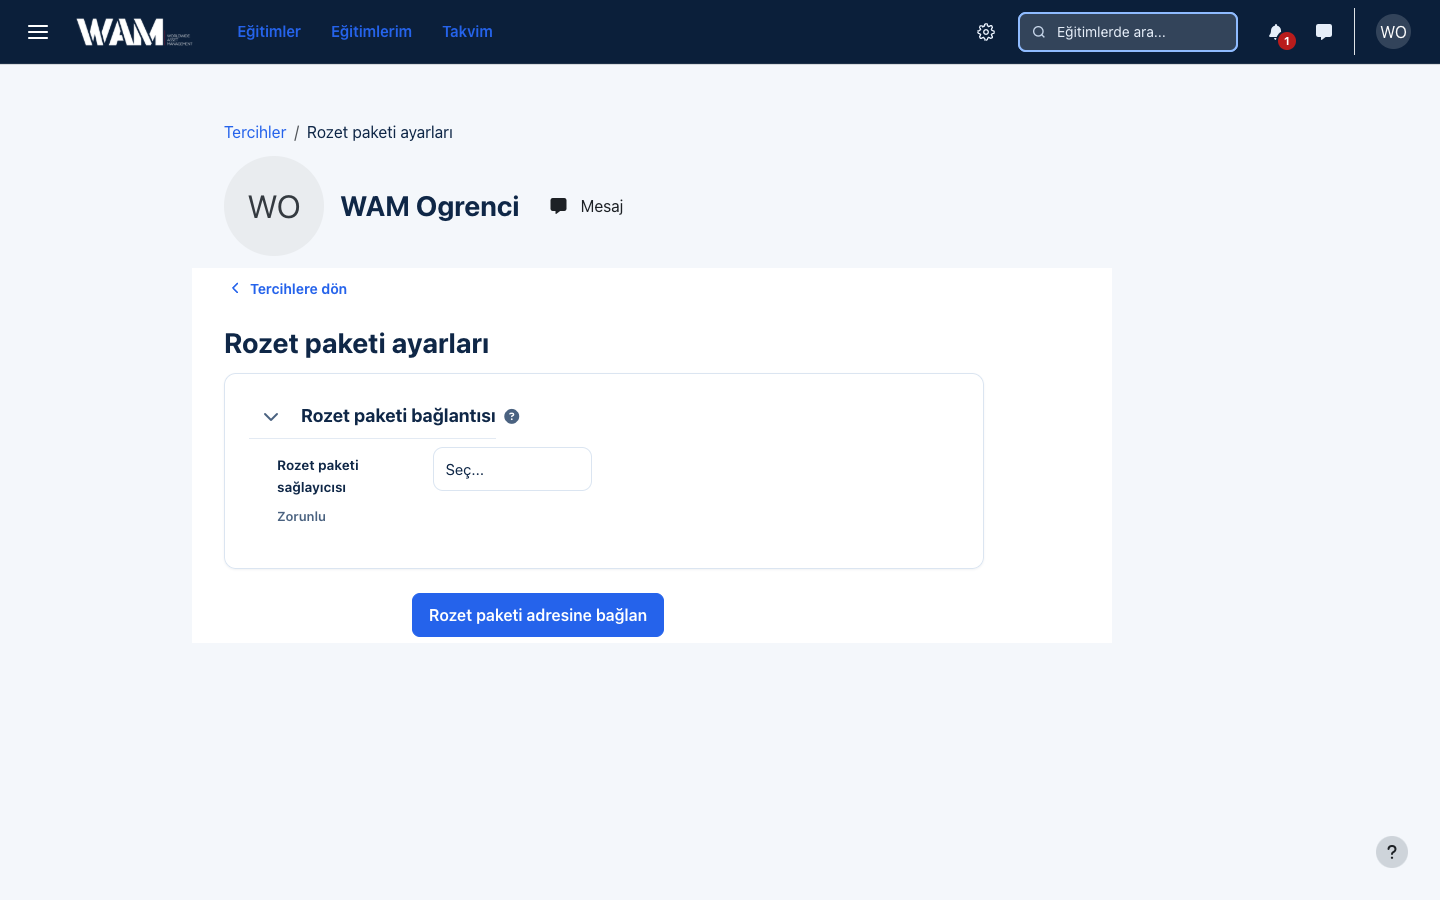 WAM
Eğitimler
Eğitimlerim
Takvim
Eğitimlerde ara...
1
WO
Tercihler / Rozet paketi ayarları
WO
WAM Ogrenci
Mesaj
Tercihlere dön
Rozet paketi ayarları
Rozet paketi bağlantısı ?
Rozet paketi
sağlayıcısı
Seç...
Zorunlu
Rozet paketi adresine bağlan
?